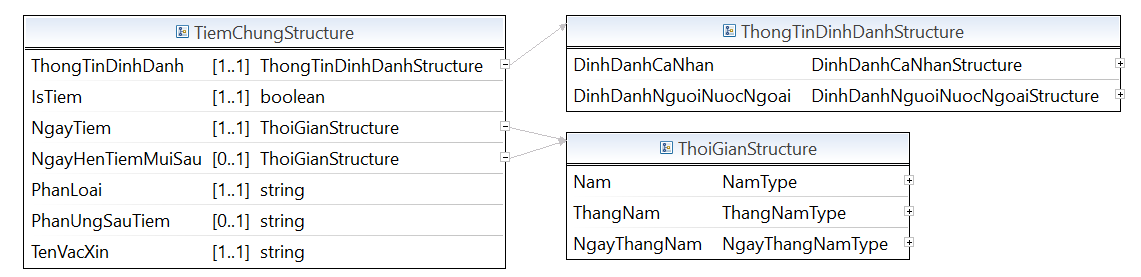 TiemChungStructure
ThongTinDinhDanh [1..1] ThongTinDinhDanhStructure
IsTiem [1..1] boolean
NgayTiem [1..1] ThoiGianStructure
NgayHenTiemMuiSau [0..1] ThoiGianStructure
PhanLoai [1..1] string
PhanUngSauTiem [0..1] string
TenVacXin [1..1] string
ThongTinDinhDanhStructure
DinhDanhCaNhan DinhDanhCaNhanStructure
DinhDanhNguoiNuocNgoai DinhDanhNguoiNuocNgoaiStructure
ThoiGianStructure
Nam NamType
ThangNam ThangNamType
NgayThangNam NgayThangNamType